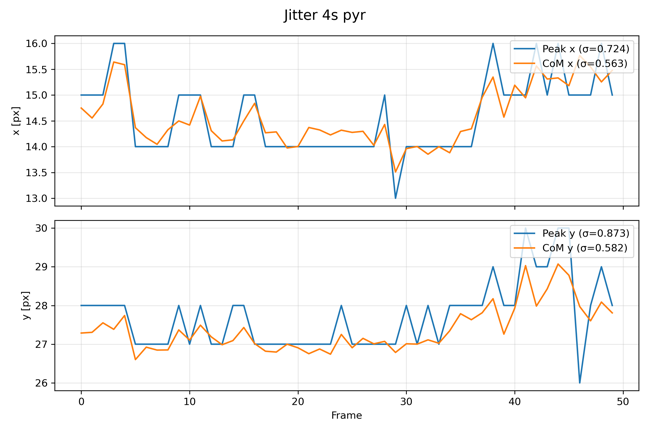 Jitter 4s pyr
16.0
15.5
15.0
14.5
14.0
13.5
13.0
x [px]
Peak x (σ=0.724)
CoM x (σ=0.563)
30
29
28
27
26
y [px]
Peak y (σ=0.873)
CoM y (σ=0.582)
0 10 20 30 40 50
Frame